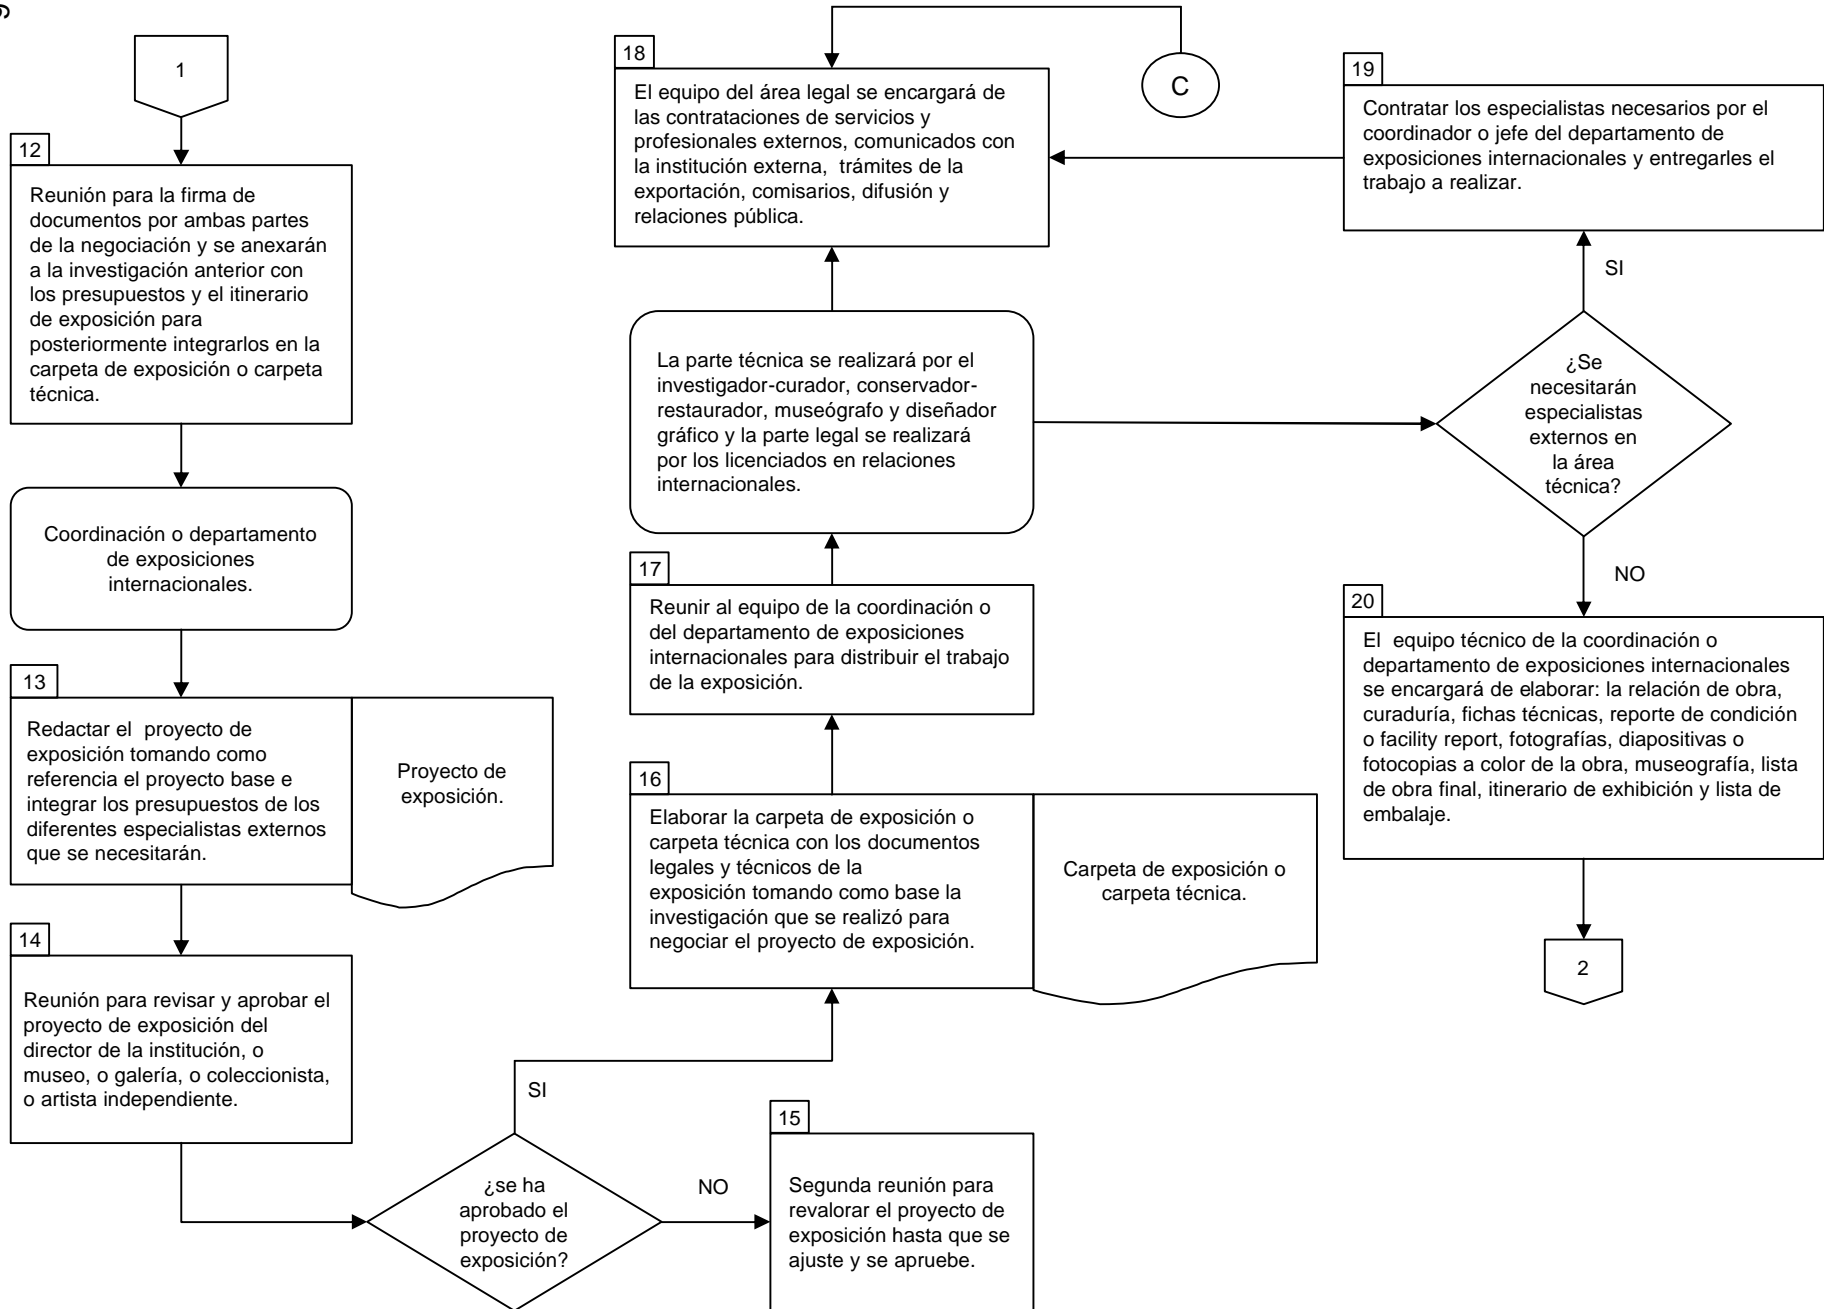 1
12
Reunión para la firma de
documentos por ambas partes
de la negociación y se anexarán
a la investigación anterior con
los presupuestos y el itinerario
de exposición para
posteriormente integrarlos en la
carpeta de exposición o carpeta
técnica.
Coordinación o departamento
de exposiciones
internacionales.
13
Redactar el  proyecto de
exposición tomando como
referencia el proyecto base e
integrar los presupuestos de los
diferentes especialistas externos
que se necesitarán.
Proyecto de
exposición.
14
Reunión para revisar y aprobar el
proyecto de exposición del
director de la institución, o
museo, o galería, o coleccionista,
o artista independiente.
¿se ha
aprobado el
proyecto de
exposición?
SI
NO
15
Segunda reunión para
revalorar el proyecto de
exposición hasta que se
ajuste y se apruebe.
16
Elaborar la carpeta de exposición o
carpeta técnica con los documentos
legales y técnicos de la
exposición tomando como base la
investigación que se realizó para
negociar el proyecto de exposición.
Carpeta de exposición o
carpeta técnica.
17
Reunir al equipo de la coordinación o
del departamento de exposiciones
internacionales para distribuir el trabajo
de la exposición.
La parte técnica se realizará por el
investigador-curador, conservador-
restaurador, museógrafo y diseñador
gráfico y la parte legal se realizará
por los licenciados en relaciones
internacionales.
18
El equipo del área legal se encargará de
las contrataciones de servicios y
profesionales externos, comunicados con
la institución externa,  trámites de la
exportación, comisarios, difusión y
relaciones pública.
C
19
Contratar los especialistas necesarios por el
coordinador o jefe del departamento de
exposiciones internacionales y entregarles el
trabajo a realizar.
SI
¿Se
necesitarán
especialistas
externos en
la área
técnica?
NO
20
El  equipo técnico de la coordinación o
departamento de exposiciones internacionales
se encargará de elaborar: la relación de obra,
curaduría, fichas técnicas, reporte de condición
o facility report, fotografías, diapositivas o
fotocopias a color de la obra, museografía, lista
de obra final, itinerario de exhibición y lista de
embalaje.
2